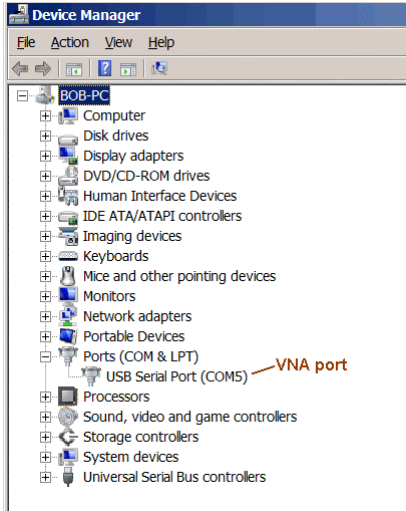 Device Manager
File Action View Help
BOB-PC
Computer
Disk drives
Display adapters
DVD/CD-ROM drives
Human Interface Devices
IDE ATA/ATAPI controllers
Imaging devices
Keyboards
Mice and other pointing devices
Monitors
Network adapters
Portable Devices
Ports (COM & LPT)
USB Serial Port (COM5) VNA port
Processors
Sound, video and game controllers
Storage controllers
System devices
Universal Serial Bus controllers